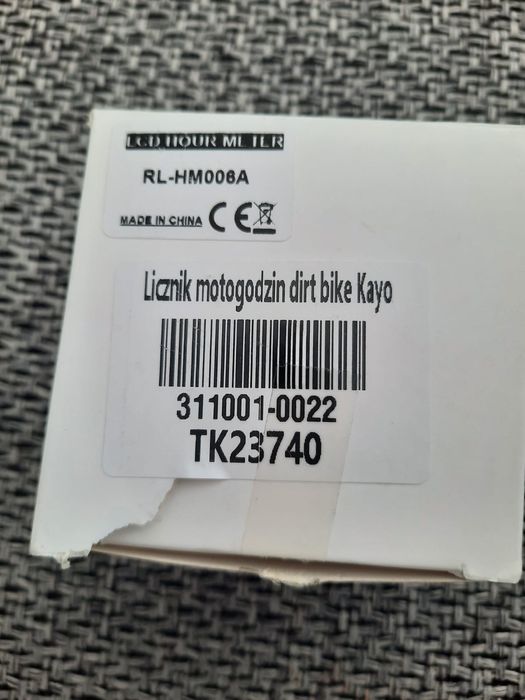 LCD HOUR METER
RL-HM006A
MADE IN CHINA CE
Licznik motogodzin dirt bike Kayo
311001-0022
TK23740